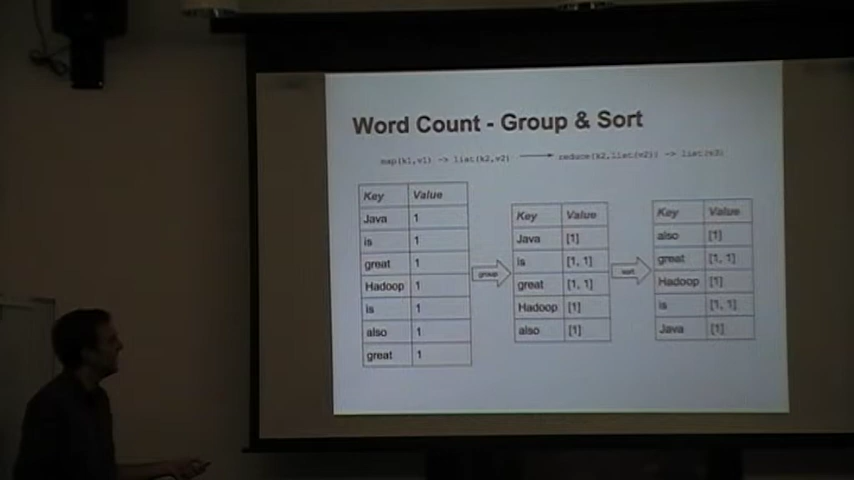 Word Count - Group & Sort
map(k1,v1) -> list(k2,v2) reduce(k2,list(v2)) -> list(v3)
Key Value
Java 1
is 1
great 1
Hadoop 1
is 1
also 1
great 1
group
Key Value
Java [1]
is [1, 1]
great [1, 1]
Hadoop [1]
also [1]
sort
Key Value
also [1]
great [1, 1]
Hadoop [1]
is [1, 1]
Java [1]